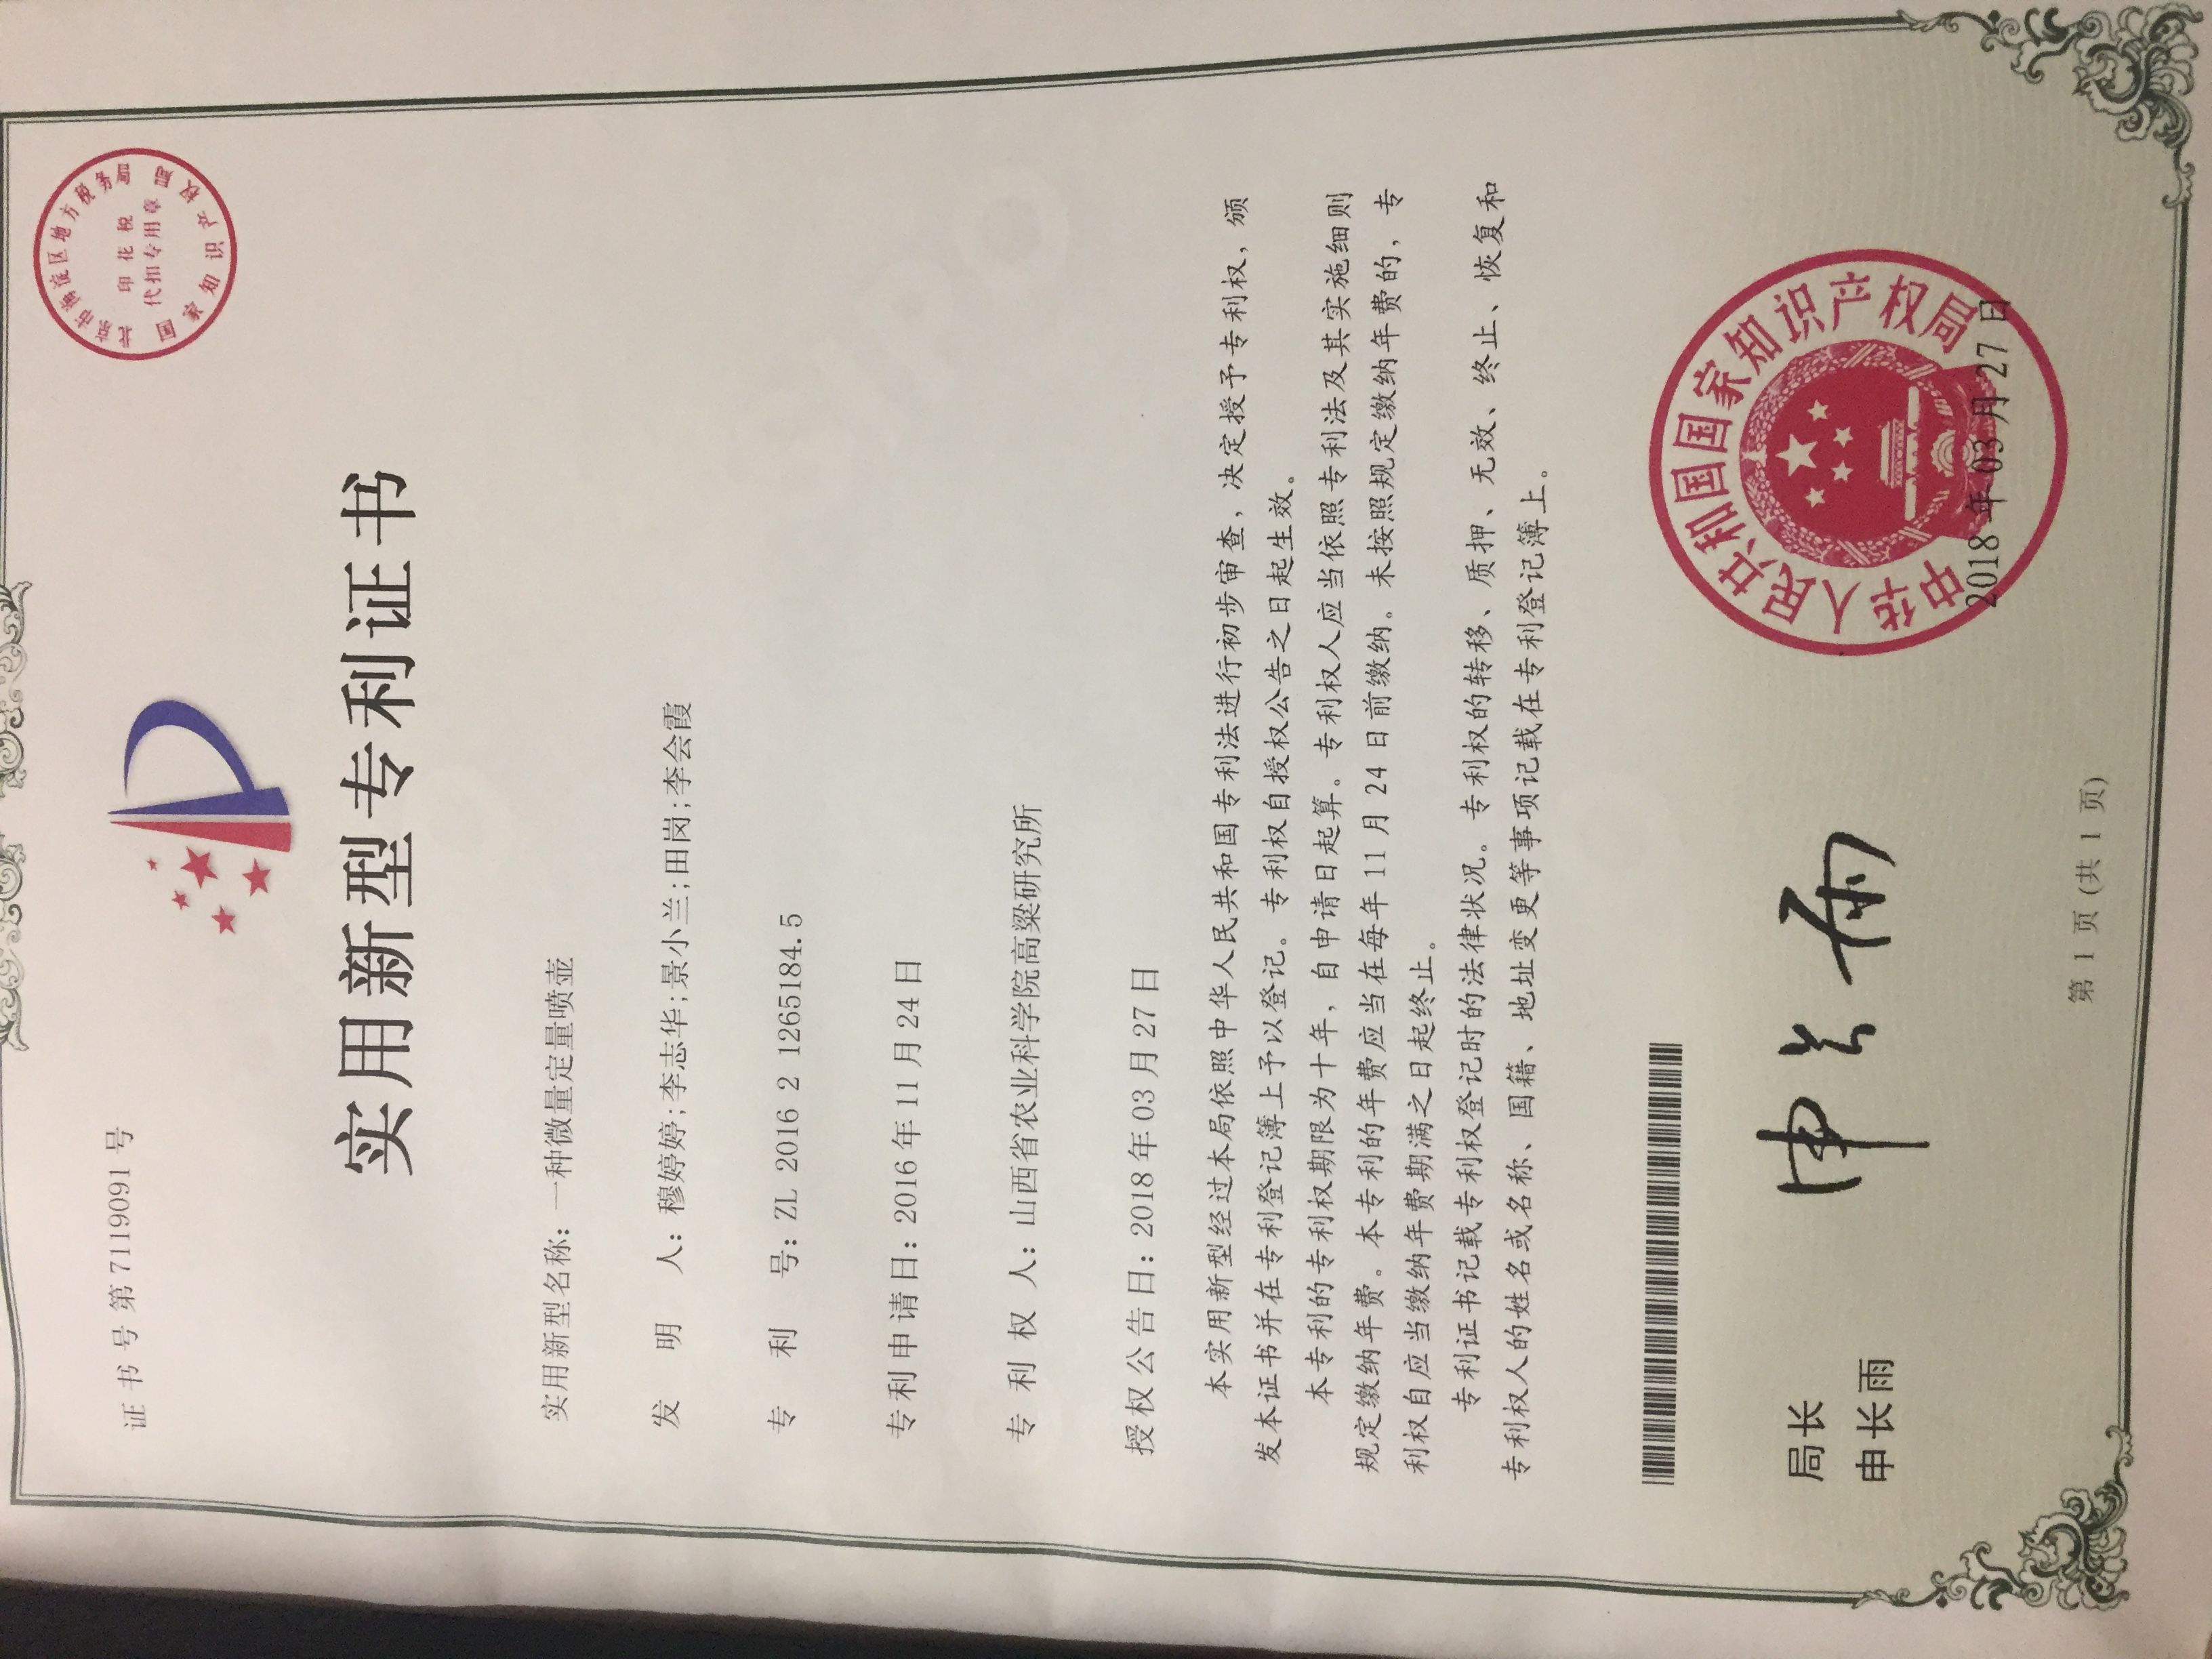 证书号第7119091号
北京市海淀区地方税务局
印花税
代扣专用章
国家知识产权局
实用新型专利证书
实用新型名称：一种微量定量喷壶
发明人：穆婷婷;李志华;景小兰;田岗;李会霞
专利号：ZL 2016 2 1265184.5
专利申请日：2016年11月24日
专利权人：山西省农业科学院高粱研究所
授权公告日：2018年03月27日
本实用新型经过本局依照中华人民共和国专利法进行初步审查，决定授予专利权，颁
发本证书并在专利登记簿上予以登记。专利权自授权公告之日起生效。
本专利的专利权期限为十年，自申请日起算。专利权人应当依照专利法及其实施细则
规定缴纳年费。本专利的年费应当在每年11月24日前缴纳。未按照规定缴纳年费的，专
利权自应当缴纳年费期满之日起终止。
专利证书记载专利权登记时的法律状况。专利权的转移、质押、无效、终止、恢复和
专利权人的姓名或名称、国籍、地址变更等事项记载在专利登记簿上。
局长
申长雨
申长雨
中华人民共和国国家知识产权局
2018年03月27日
第1页(共1页)